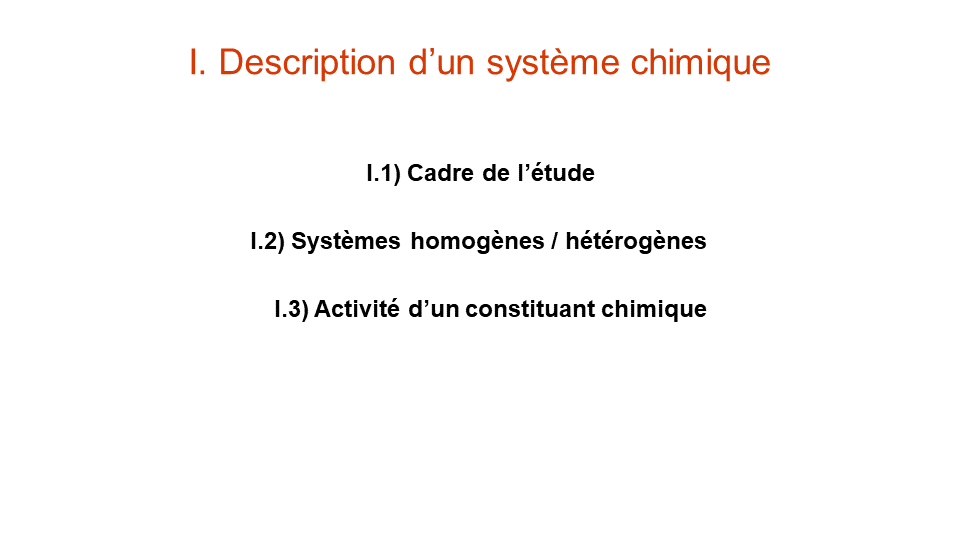 I. Description d’un système chimique
I.1) Cadre de l’étude
I.2) Systèmes homogènes / hétérogènes
I.3) Activité d’un constituant chimique